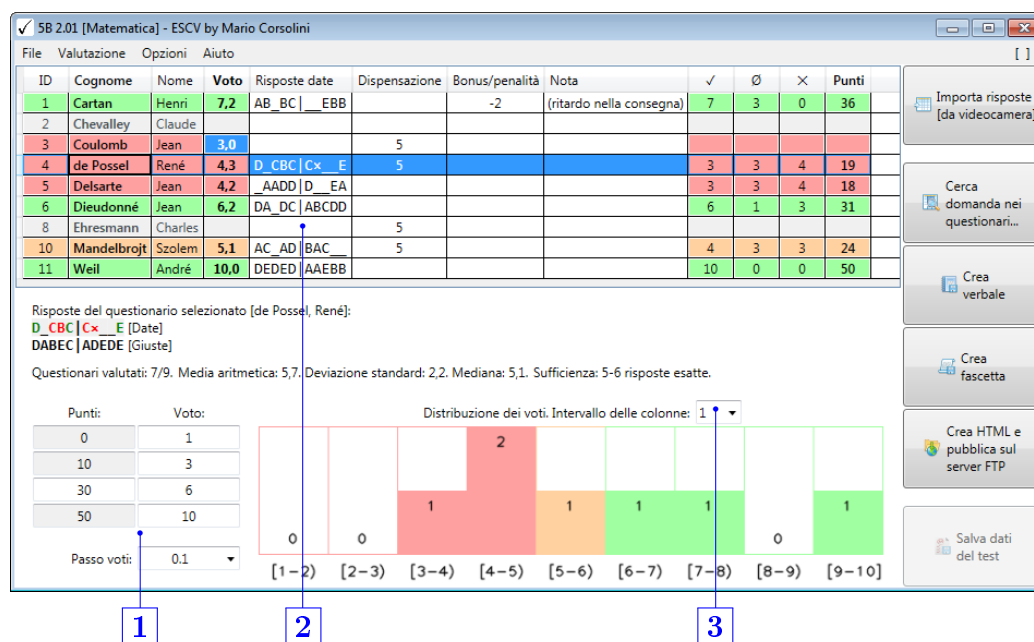 5B 2.01 [Matematica] - ESCV by Mario Corsolini
File Valutazione Opzioni Aiuto [ ]
ID Cognome Nome Voto Risposte date Dispensazione Bonus/penalità Nota ✓ Ø × Punti
1 Cartan Henri 7,2 AB_BC|__EBB -2 (ritardo nella consegna) 7 3 0 36
2 Chevalley Claude
3 Coulomb Jean 3,0 5
4 de Possel René 4,3 D_CBC|C×__E 5 3 3 4 19
5 Delsarte Jean 4,2 _AADD|D__EA 3 3 4 18
6 Dieudonné Jean 6,2 DA_DC|ABCDD 6 1 3 31
8 Ehresmann Charles 5
10 Mandelbrojt Szolem 5,1 AC_AD|BAC__ 5 4 3 3 24
11 Weil André 10,0 DEDED|AAEBB 10 0 0 50
Importa risposte
[da videocamera]
Cerca
domanda nei
questionari...
Crea
verbale
Crea
fascetta
Crea HTML e
pubblica sul
server FTP
Salva dati
del test
Risposte del questionario selezionato [de Possel, René]:
D_CBC|C×__E [Date]
DABEC|ADEDE [Giuste]
Questionari valutati: 7/9. Media aritmetica: 5,7. Deviazione standard: 2,2. Mediana: 5,1. Sufficienza: 5-6 risposte esatte.
Punti: Voto:
0 1
10 3
30 6
50 10
Passo voti: 0.1
Distribuzione dei voti. Intervallo delle colonne: 1
0 0 1 2 1 1 1 0 1
[1-2) [2-3) [3-4) [4-5) [5-6) [6-7) [7-8) [8-9) [9-10]
1 2 3